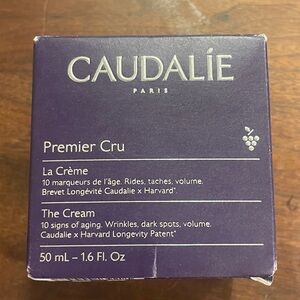 CAUDALÍE
PARIS
Premier Cru
La Crème
10 marqueurs de l'âge. Rides, taches, volume.
Brevet Longévité Caudalie x Harvard*.
The Cream
10 signs of aging. Wrinkles, dark spots, volume.
Caudalie x Harvard Longevity Patent*
50 mL – 1.6 Fl. Oz